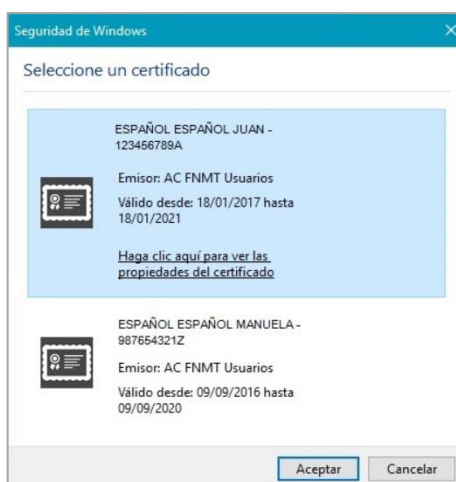 Seguridad de Windows
Seleccione un certificado
ESPAÑOL ESPAÑOL JUAN -
123456789A
Emisor: AC FNMT Usuarios
Válido desde: 18/01/2017 hasta
18/01/2021
Haga clic aquí para ver las
propiedades del certificado
ESPAÑOL ESPAÑOL MANUELA -
987654321Z
Emisor: AC FNMT Usuarios
Válido desde: 09/09/2016 hasta
09/09/2020
Aceptar Cancelar